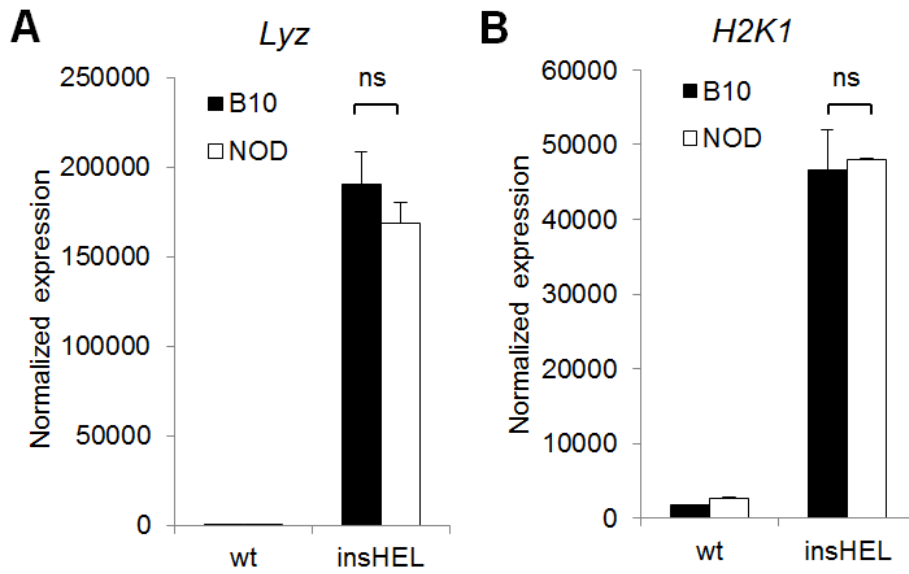 A
Lyz
250000
200000
150000
100000
50000
0
Normalized expression
B10
NOD
ns
wt
insHEL
B
H2K1
60000
50000
40000
30000
20000
10000
0
Normalized expression
B10
NOD
ns
wt
insHEL